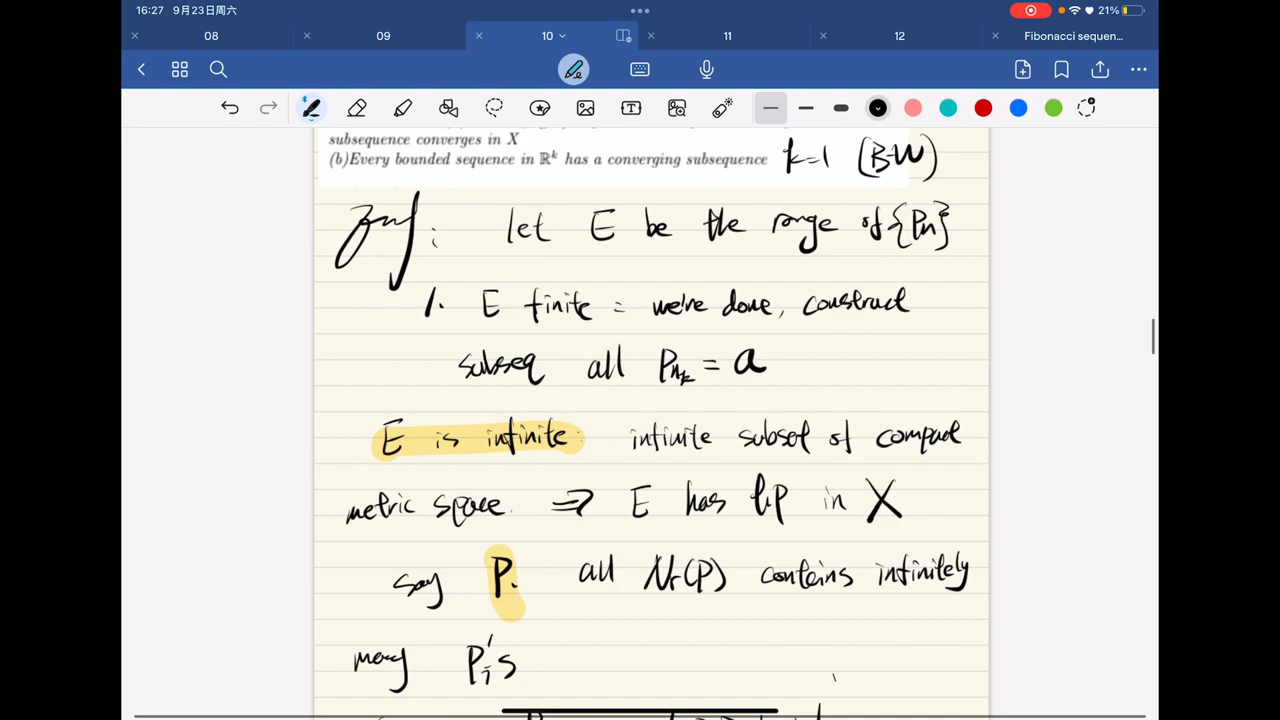 16:27 9月23日周六
21%
08 09 10 11 12 Fibonacci sequen...
subsequence converges in X
(b)Every bounded sequence in ℝᵏ has a converging subsequence k=1 (B-W)
let E be the range of {Pn}
1. E finite : we're done, construct
subseq all Pnₖ = a
E is infinite: infinite subset of compact
metric space. ⇒ E has lip in X
say P. all Nr(P) contains infinitely
many Pi's